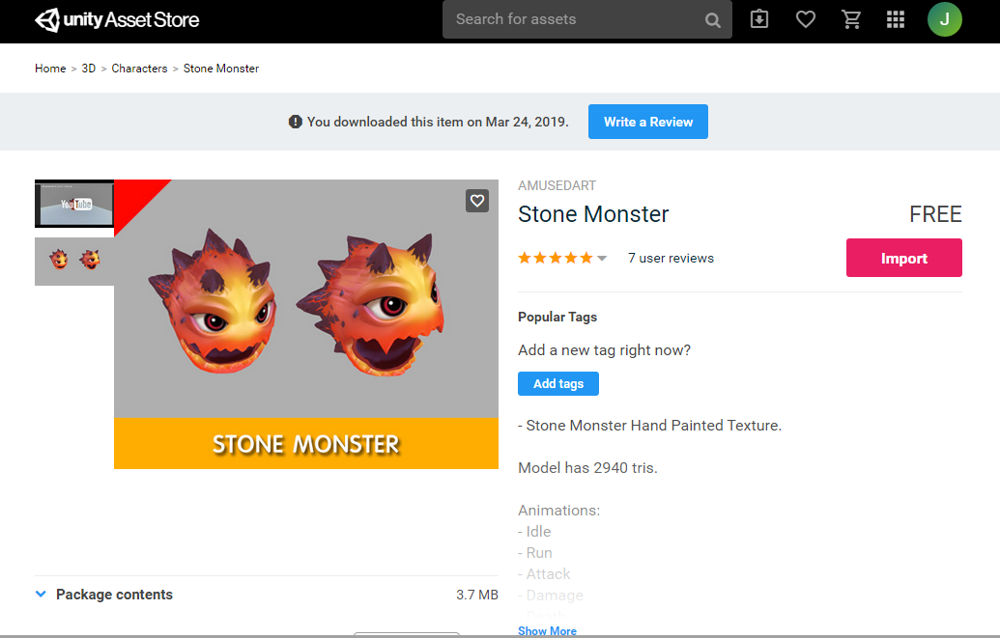 unity Asset Store
Search for assets
J
Home > 3D > Characters > Stone Monster
You downloaded this item on Mar 24, 2019.
Write a Review
YouTube
AMUSEDART
Stone Monster
FREE
7 user reviews
Import
Popular Tags
Add a new tag right now?
Add tags
- Stone Monster Hand Painted Texture.
Model has 2940 tris.
Animations:
- Idle
- Run
- Attack
- Damage
- Death
Show More
STONE MONSTER
Package contents
3.7 MB